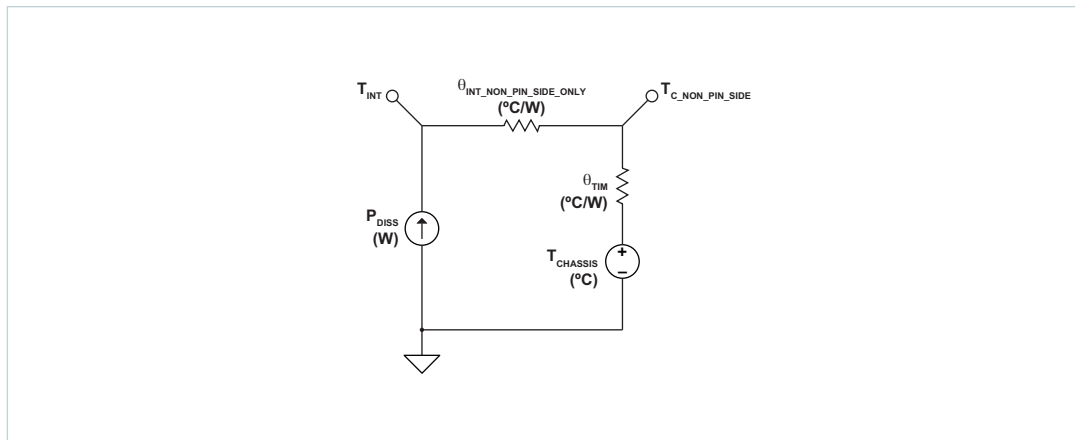 T_INT
θ_INT_NON_PIN_SIDE_ONLY
(ºC/W)
T_C_NON_PIN_SIDE
θ_TIM
(ºC/W)
P_DISS
(W)
T_CHASSIS
(ºC)
+
–